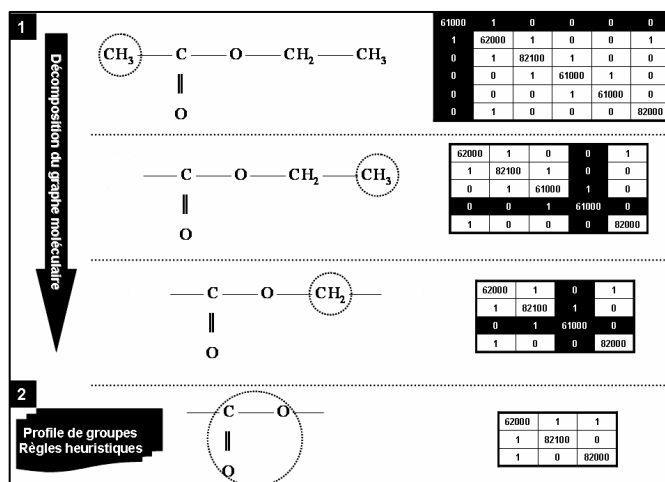 1
Décomposition du graphe moléculaire
CH3 C O CH2 CH3
O
61000 1 0 0 0 0
1 62000 1 0 0 1
0 1 82100 1 0 0
0 0 1 61000 1 0
0 0 0 1 61000 0
0 1 0 0 0 82000
C O CH2 CH3
O
62000 1 0 0 1
1 82100 1 0 0
0 1 61000 1 0
0 0 1 61000 0
1 0 0 0 82000
C O CH2
O
62000 1 0 1
1 82100 1 0
0 1 61000 0
1 0 0 82000
2
Profile de groupes
Règles heuristiques
C O
O
62000 1 1
1 82100 0
1 0 82000